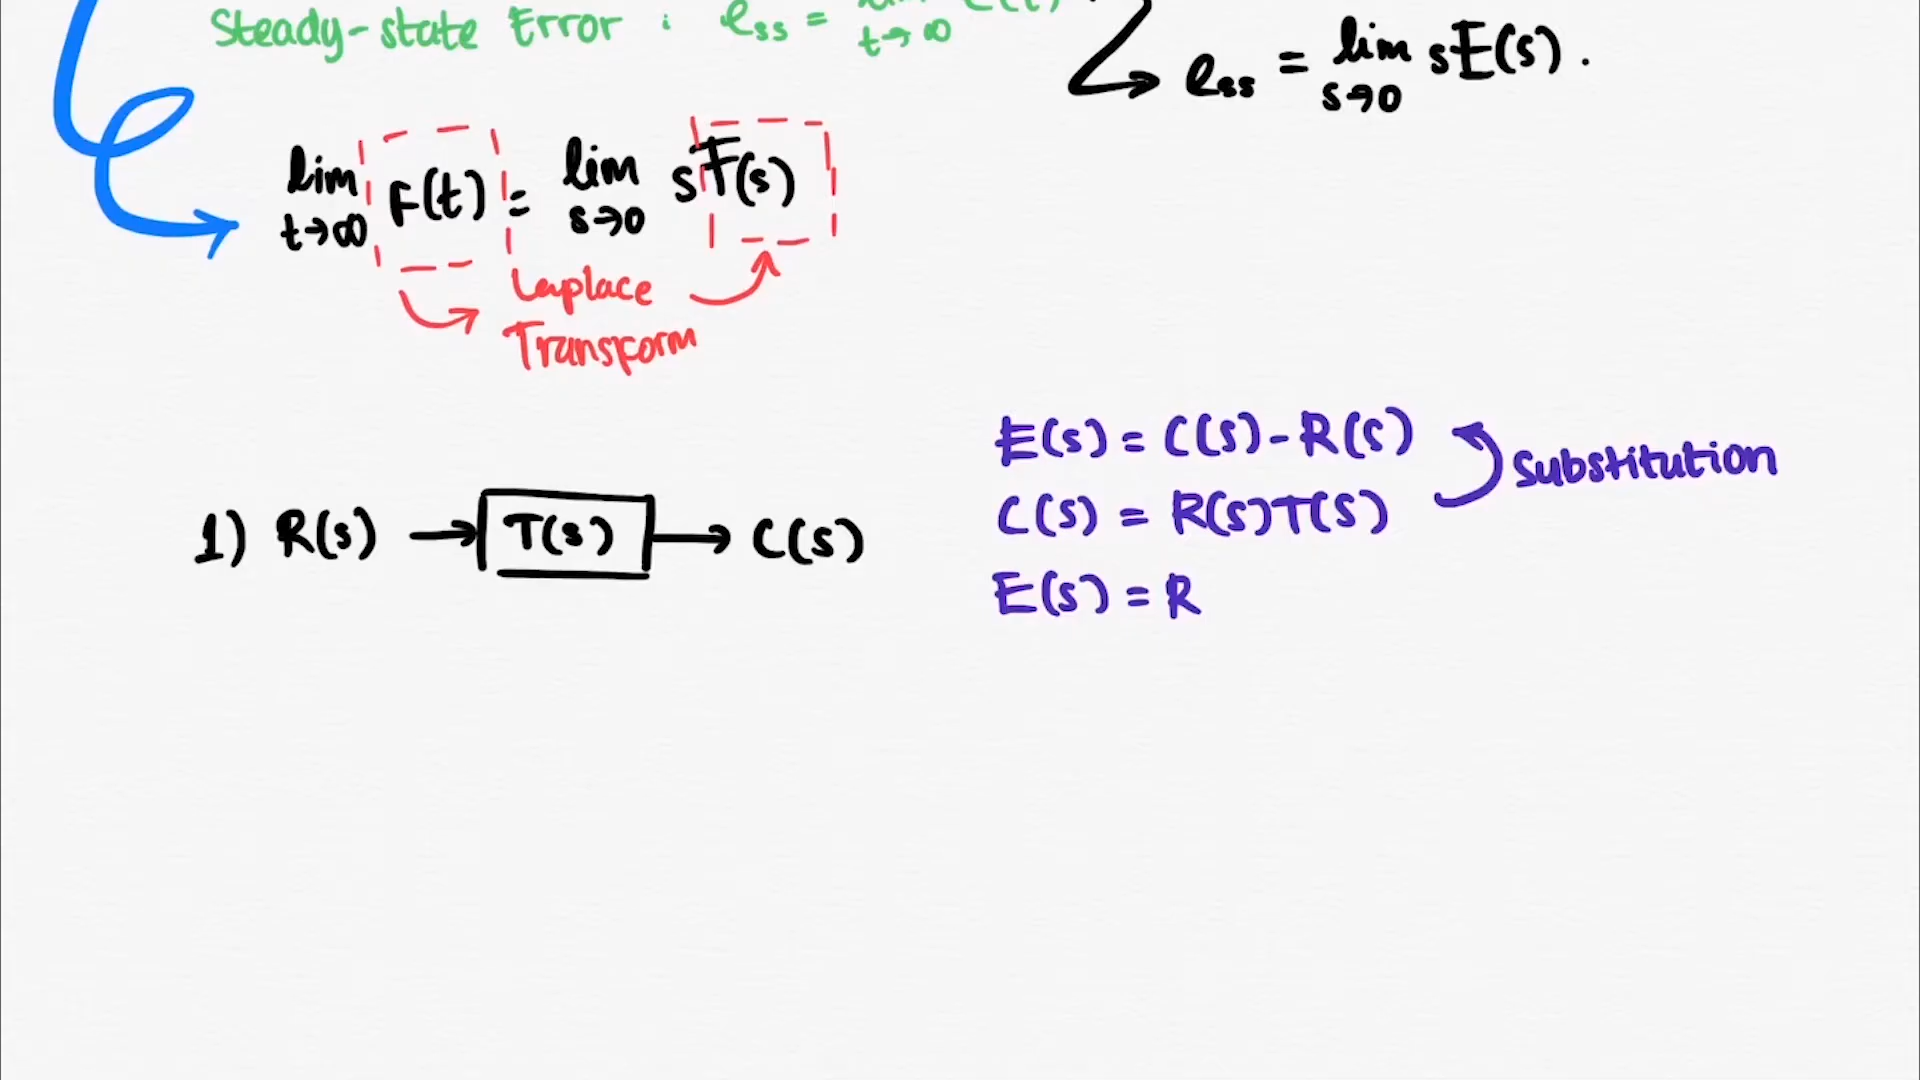 Steady-state Error : ess =
t→∞
ess = lim sE(s).
s→0
lim F(t) = lim sF(s)
t→∞ s→0
Laplace
Transform
E(s) = C(s)-R(s)
Substitution
C(s) = R(s)T(s)
1) R(s) → T(s) → C(s)
E(s) = R